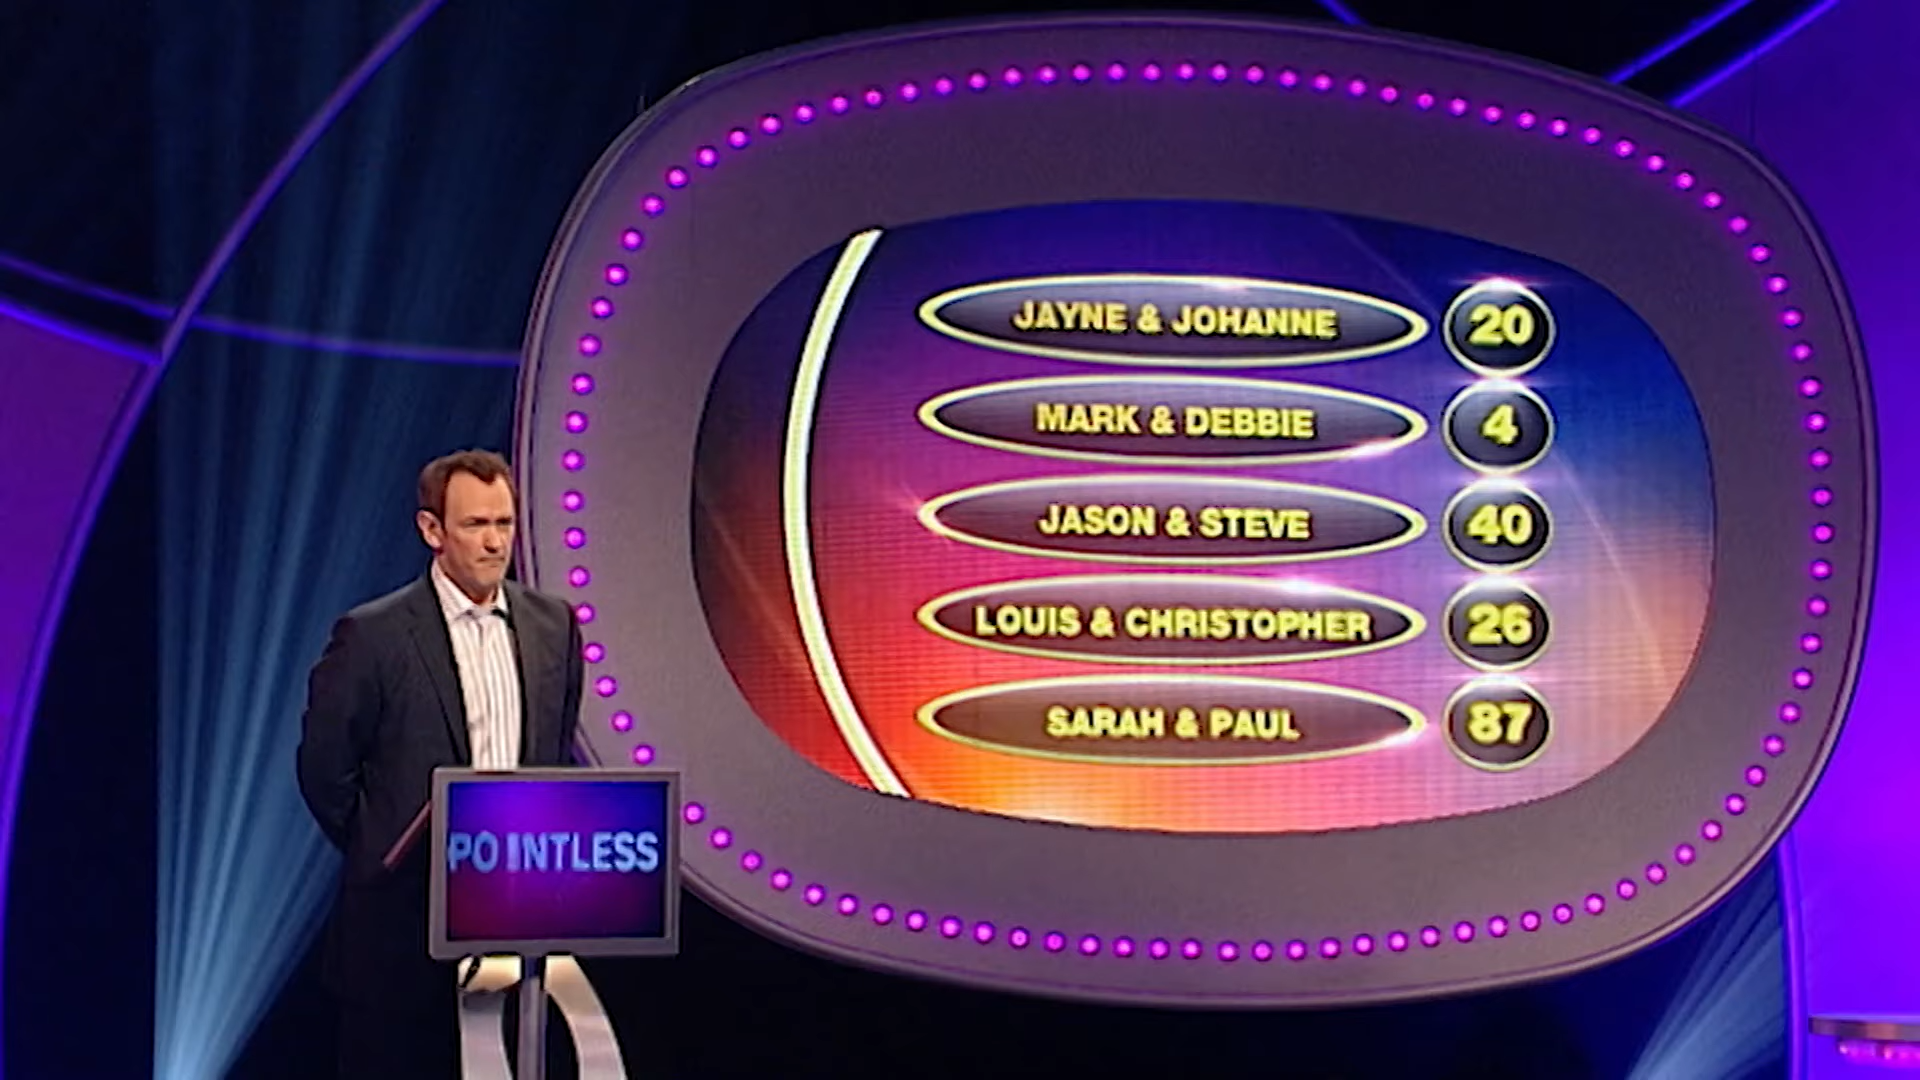 JAYNE & JOHANNE 20
MARK & DEBBIE 4
JASON & STEVE 40
LOUIS & CHRISTOPHER 26
SARAH & PAUL 87
POINTLESS